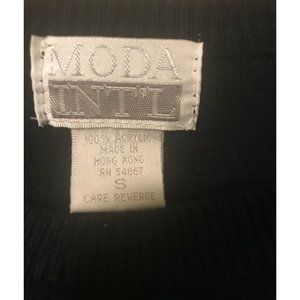 MODA
INT'L
100% ACRYLIC
MADE IN
HONG KONG
RN 54867
S
CARE REVERSE